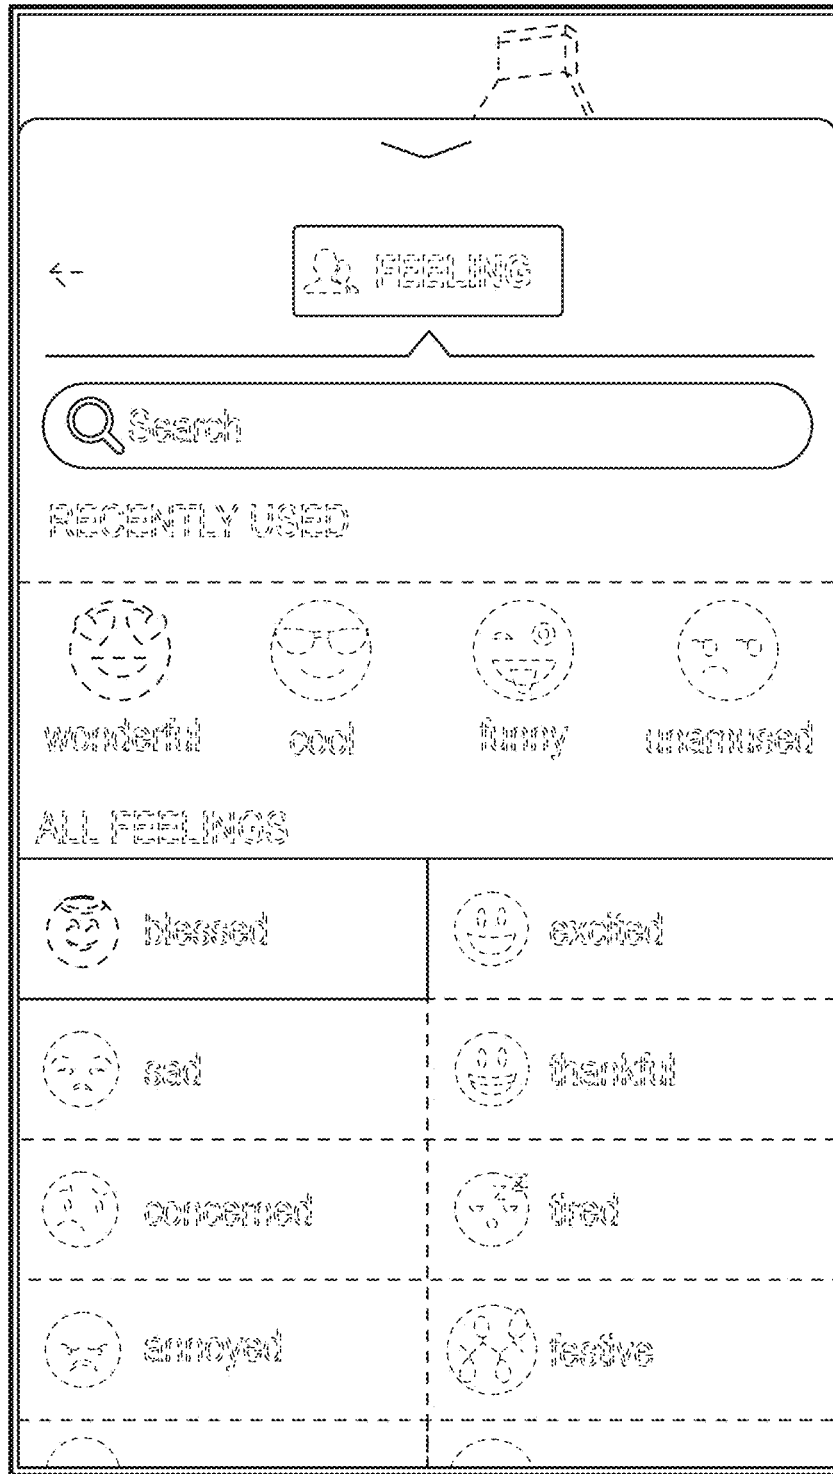 FEELING
Search
RECENTLY USED
wonderful cool funny unamused
ALL FEELINGS
blessed excited
sad thankful
concerned tired
annoyed festive